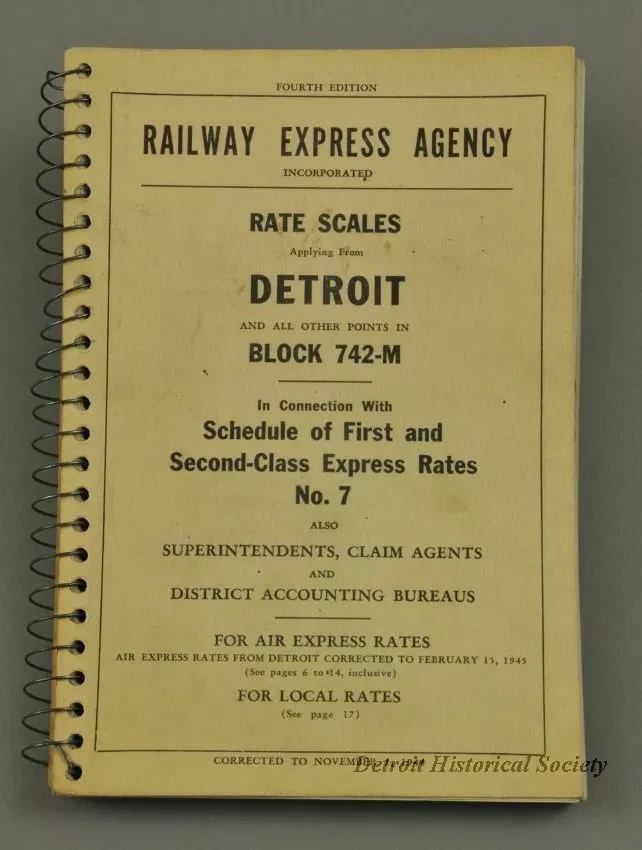 FOURTH EDITION
RAILWAY EXPRESS AGENCY
INCORPORATED
RATE SCALES
Applying From
DETROIT
AND ALL OTHER POINTS IN
BLOCK 742-M
In Connection With
Schedule of First and
Second-Class Express Rates
No. 7
ALSO
SUPERINTENDENTS, CLAIM AGENTS
AND
DISTRICT ACCOUNTING BUREAUS
FOR AIR EXPRESS RATES
AIR EXPRESS RATES FROM DETROIT CORRECTED TO FEBRUARY 15, 1945
(See pages 6 to 14, inclusive)
FOR LOCAL RATES
(See page 17)
CORRECTED TO NOVEMBER
Detroit Historical Society